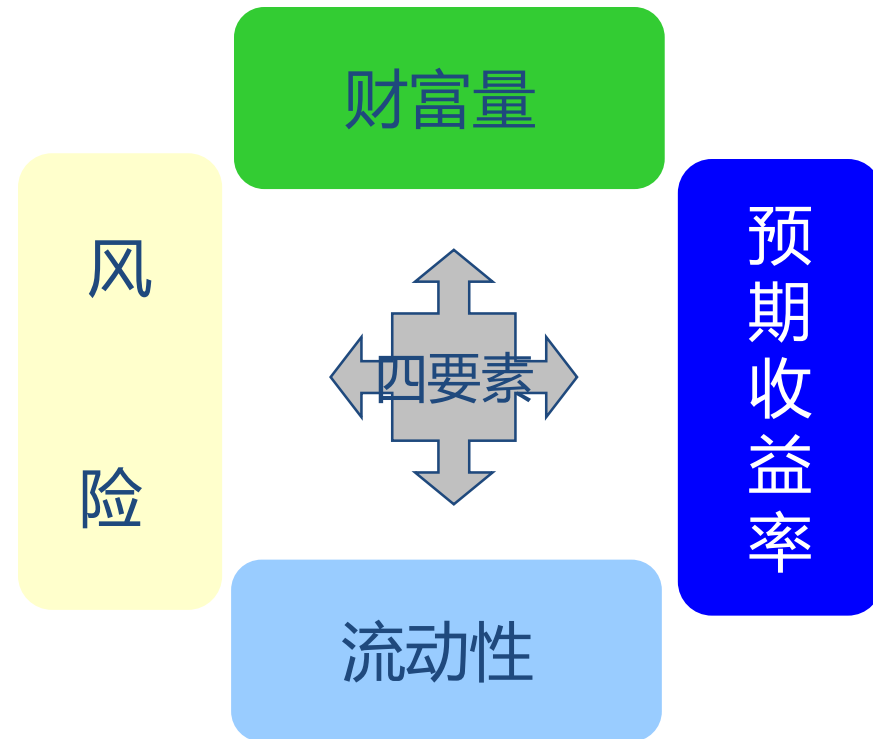 财富量
风险
四要素
预期收益率
流动性